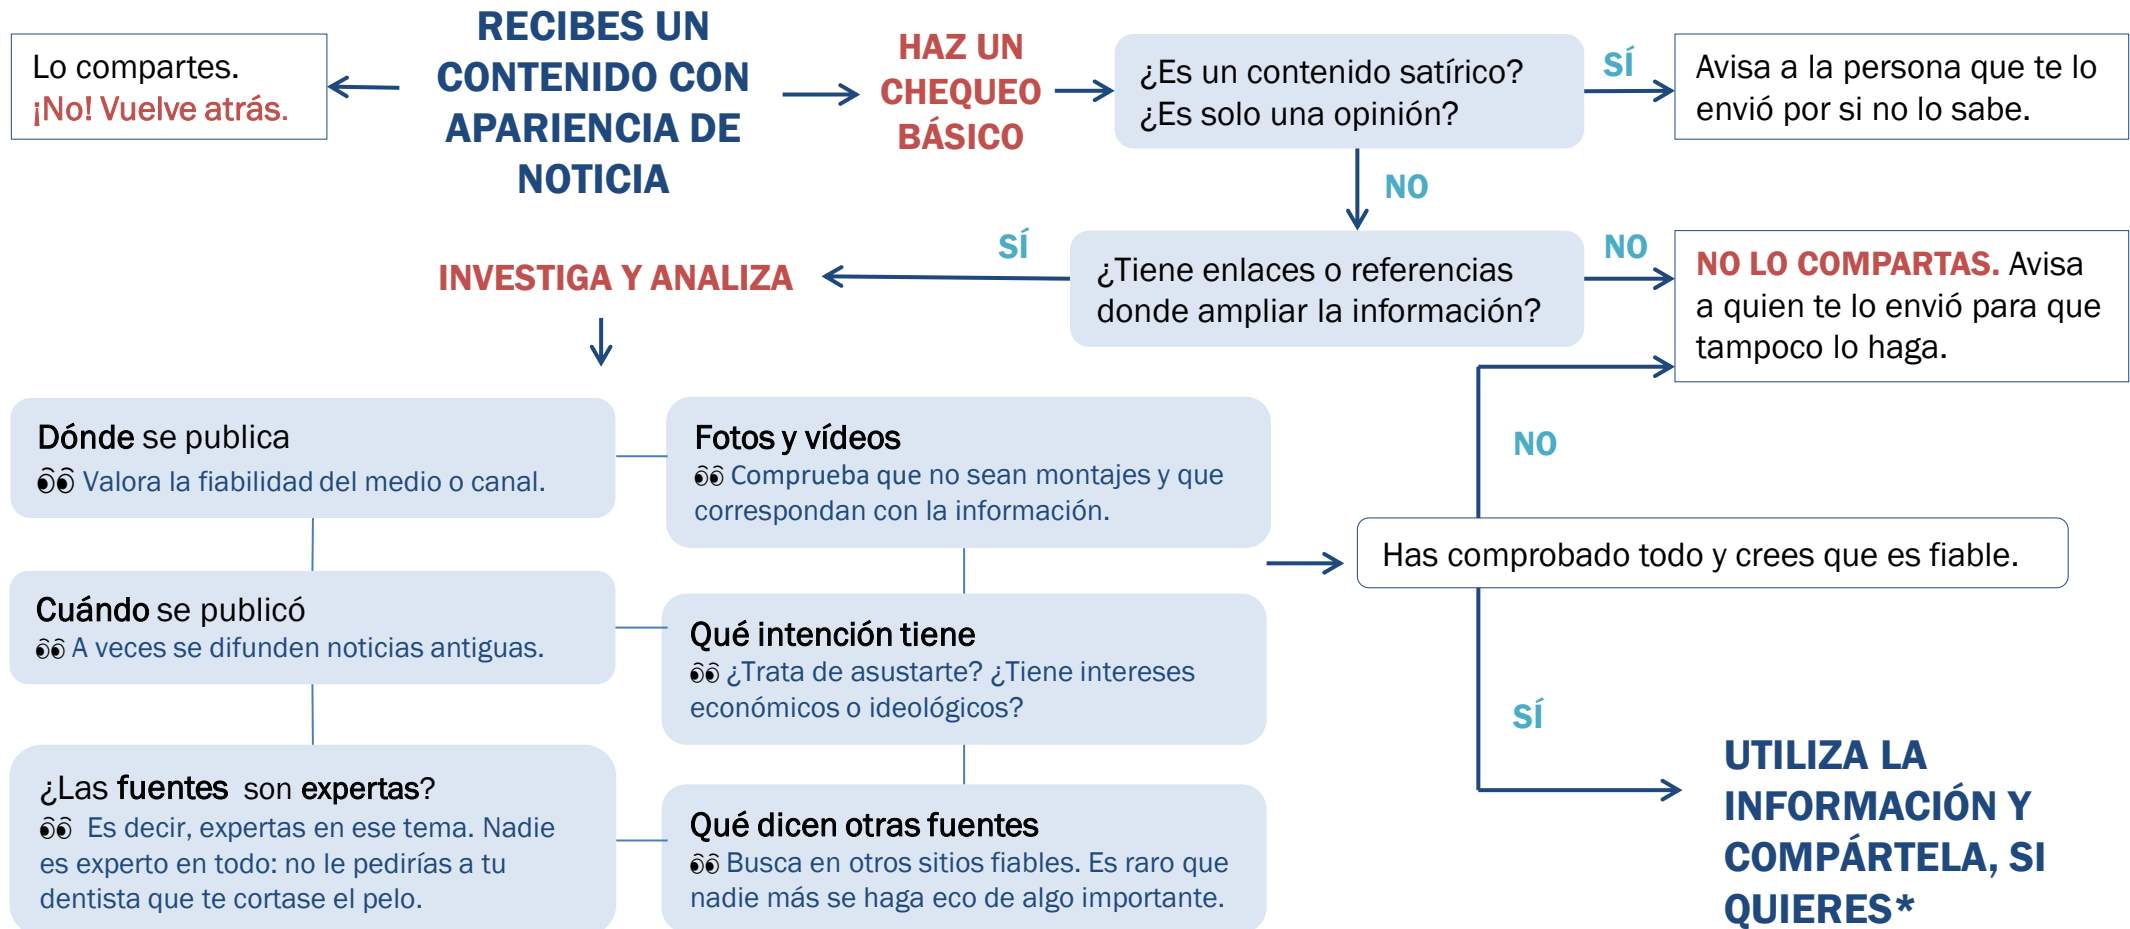 Lo compartes.
¡No! Vuelve atrás.
RECIBES UN
CONTENIDO CON
APARIENCIA DE
NOTICIA
HAZ UN
CHEQUEO
BÁSICO
¿Es un contenido satírico?
¿Es solo una opinión?
SÍ
Avisa a la persona que te lo
envió por si no lo sabe.
NO
¿Tiene enlaces o referencias
donde ampliar la información?
NO
NO LO COMPARTAS. Avisa
a quien te lo envió para que
tampoco lo haga.
SÍ
INVESTIGA Y ANALIZA
Dónde se publica
Valora la fiabilidad del medio o canal.
Cuándo se publicó
A veces se difunden noticias antiguas.
¿Las fuentes son expertas?
Es decir, expertas en ese tema. Nadie
es experto en todo: no le pedirías a tu
dentista que te cortase el pelo.
Fotos y vídeos
Comprueba que no sean montajes y que
correspondan con la información.
Qué intención tiene
¿Trata de asustarte? ¿Tiene intereses
económicos o ideológicos?
Qué dicen otras fuentes
Busca en otros sitios fiables. Es raro que
nadie más se haga eco de algo importante.
Has comprobado todo y crees que es fiable.
NO
SÍ
UTILIZA LA
INFORMACIÓN Y
COMPÁRTELA, SI
QUIERES*